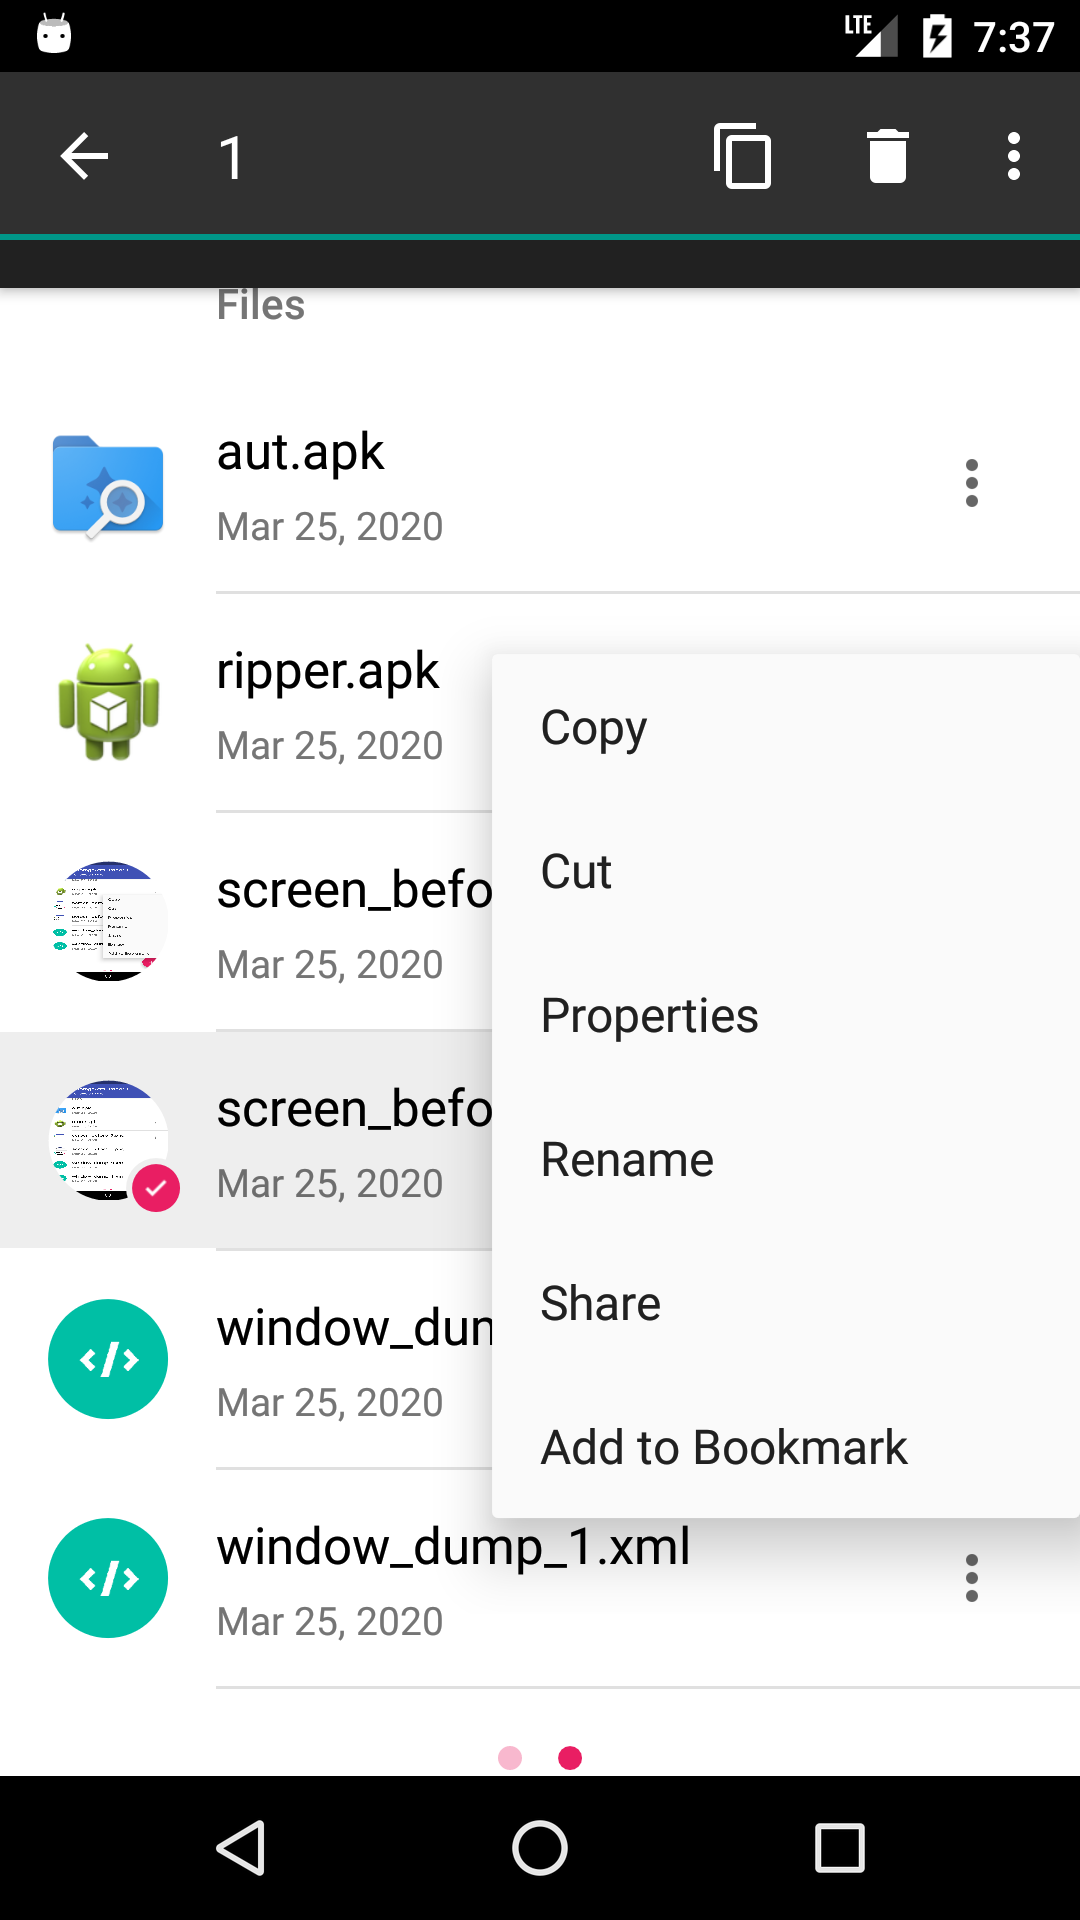 LTE 7:37
1
Files
aut.apk
Mar 25, 2020
ripper.apk
Mar 25, 2020
Copy
Cut
screen_befo
Mar 25, 2020
Properties
screen_befo
Mar 25, 2020
Rename
Share
window_dun
Mar 25, 2020
Add to Bookmark
window_dump_1.xml
Mar 25, 2020